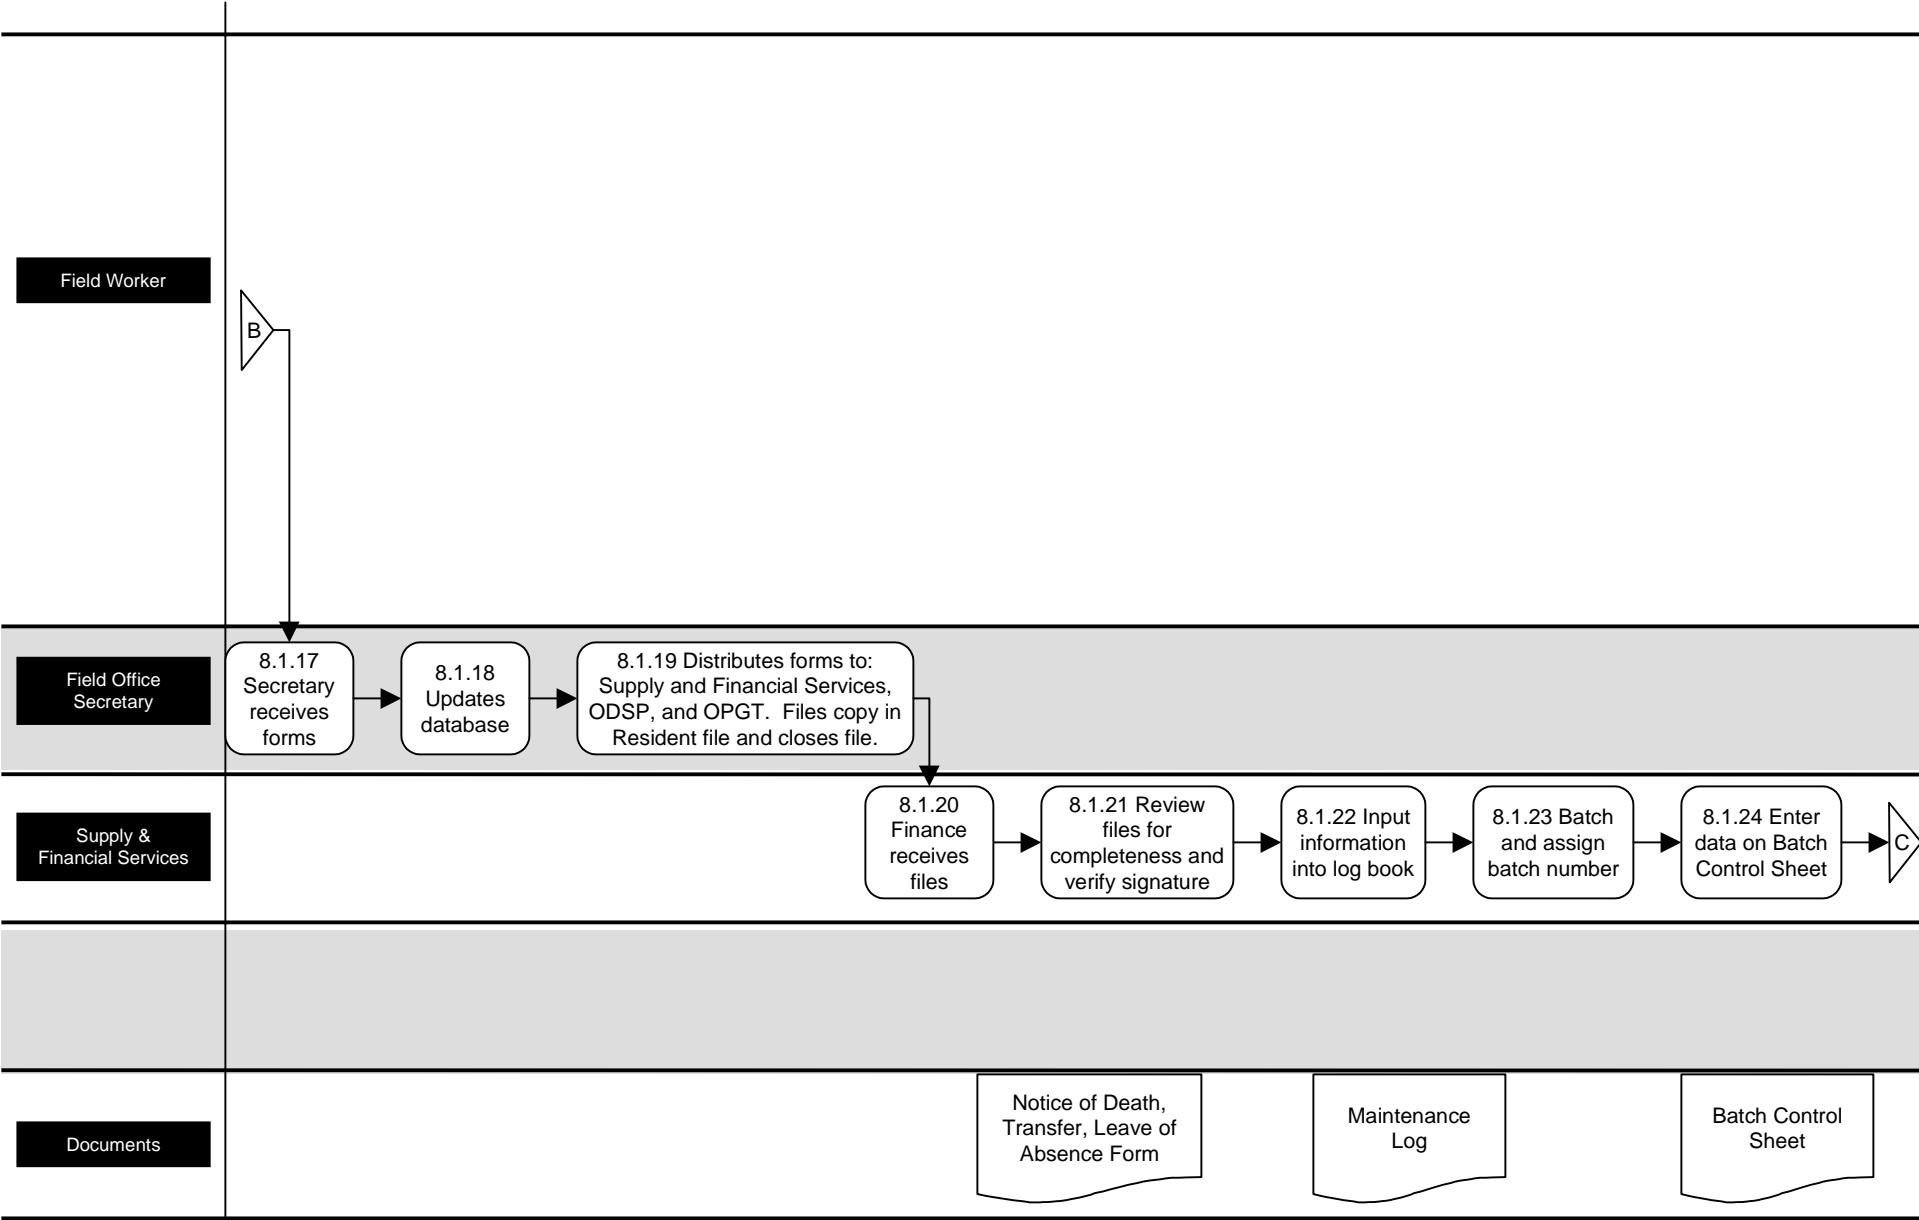 Field Worker
B
Field Office
Secretary
8.1.17
Secretary
receives
forms
8.1.18
Updates
database
8.1.19 Distributes forms to:
Supply and Financial Services,
ODSP, and OPGT.  Files copy in
Resident file and closes file.
Supply &
Financial Services
8.1.20
Finance
receives
files
8.1.21 Review
files for
completeness and
verify signature
8.1.22 Input
information
into log book
8.1.23 Batch
and assign
batch number
8.1.24 Enter
data on Batch
Control Sheet
C
Documents
Notice of Death,
Transfer, Leave of
Absence Form
Maintenance
Log
Batch Control
Sheet